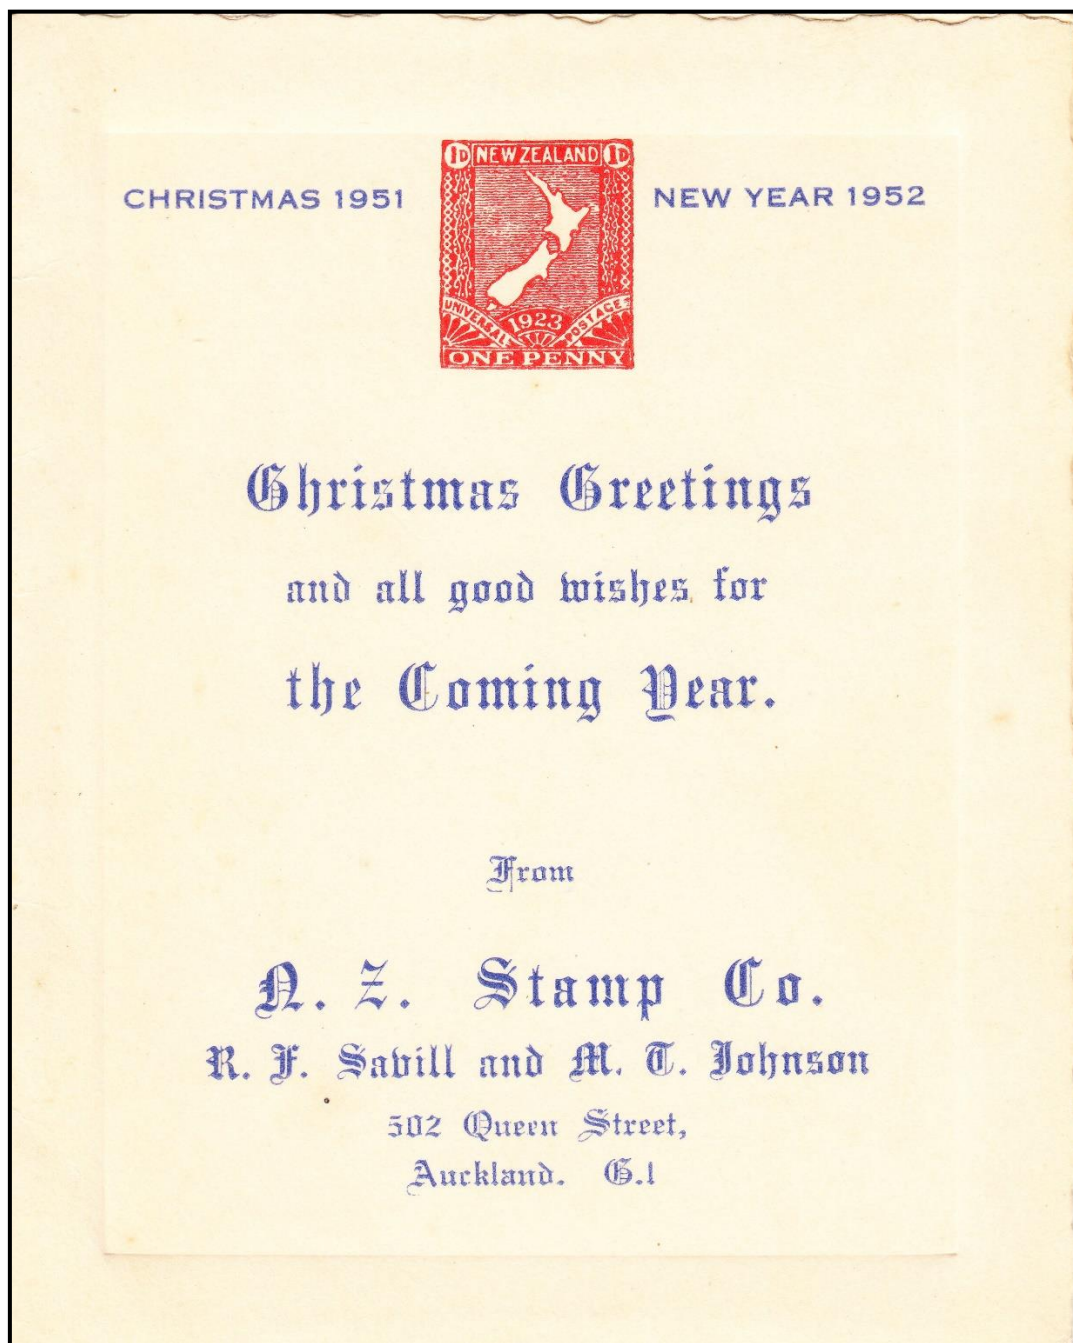 CHRISTMAS 1951
1D NEW ZEALAND 1D
UNIVERSAL 1923 POSTAGE
ONE PENNY
NEW YEAR 1952
Ghristmas Greetings
and all good wishes for
the Coming Year.
From
N. Z. Stamp Co.
R. F. Savill and M. T. Johnson
502 Queen Street,
Auckland. G.1